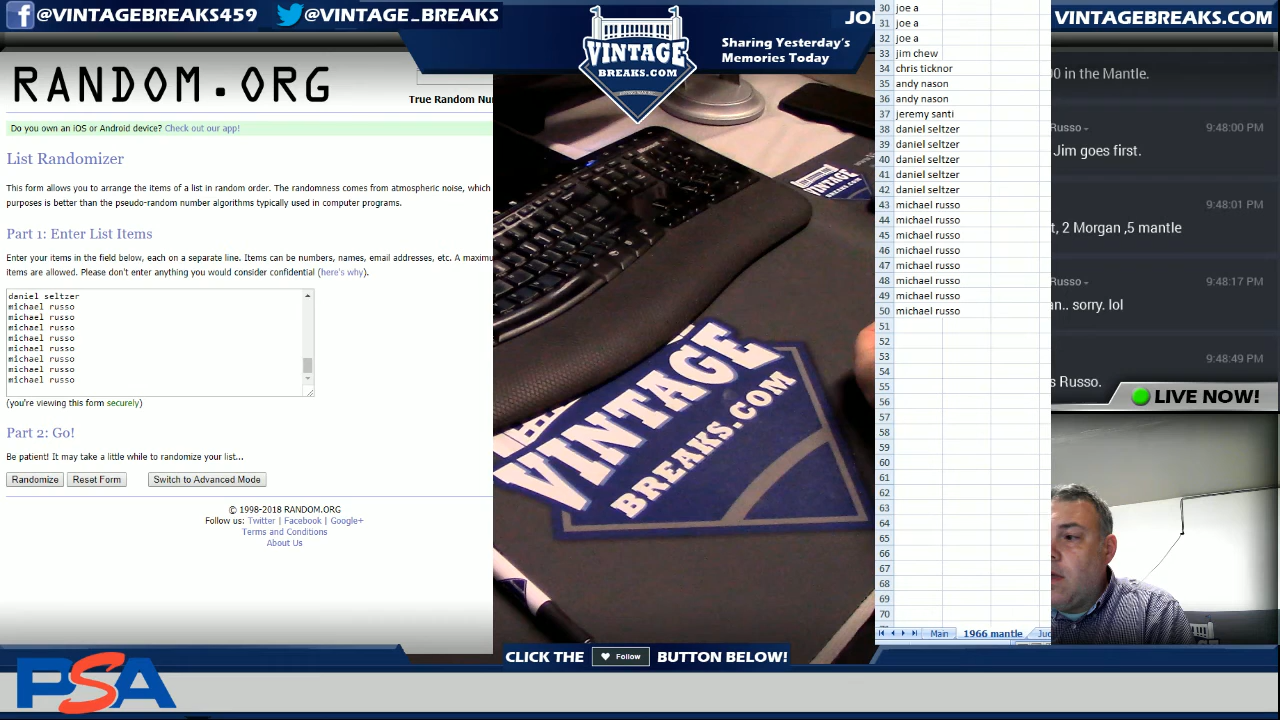 @VINTAGEBREAKS459
@VINTAGE_BREAKS
VINTAGE
BREAKS.COM
JO
Sharing Yesterday's
Memories Today
VINTAGEBREAKS.COM
RANDOM.ORG
True Random Nu
Do you own an iOS or Android device? Check out our app!
List Randomizer
This form allows you to arrange the items of a list in random order. The randomness comes from atmospheric noise, which
purposes is better than the pseudo-random number algorithms typically used in computer programs.
Part 1: Enter List Items
Enter your items in the field below, each on a separate line. Items can be numbers, names, email addresses, etc. A maximu
items are allowed. Please don't enter anything you would consider confidential (here's why).
daniel seltzer
michael russo
michael russo
michael russo
michael russo
michael russo
michael russo
michael russo
michael russo
(you're viewing this form securely)
Part 2: Go!
Be patient! It may take a little while to randomize your list...
Randomize
Reset Form
Switch to Advanced Mode
© 1998-2018 RANDOM.ORG
Follow us: Twitter | Facebook | Google+
Terms and Conditions
About Us
VINTAGE
BREAKS.COM
VINTAGE
BREAKS.COM
30 joe a
31 joe a
32 joe a
33 jim chew
34 chris ticknor
35 andy nason
36 andy nason
37 jeremy santi
38 daniel seltzer
39 daniel seltzer
40 daniel seltzer
41 daniel seltzer
42 daniel seltzer
43 michael russo
44 michael russo
45 michael russo
46 michael russo
47 michael russo
48 michael russo
49 michael russo
50 michael russo
51
52
53
54
55
56
57
58
59
60
61
62
63
64
65
66
67
68
69
70
Main
1966 mantle
00 in the Mantle.
Russo
9:48:00 PM
Jim goes first.
9:48:01 PM
t, 2 Morgan ,5 mantle
Russo
9:48:17 PM
an.. sorry. lol
9:48:49 PM
s Russo.
LIVE NOW!
CLICK THE
Follow
BUTTON BELOW!
PSA